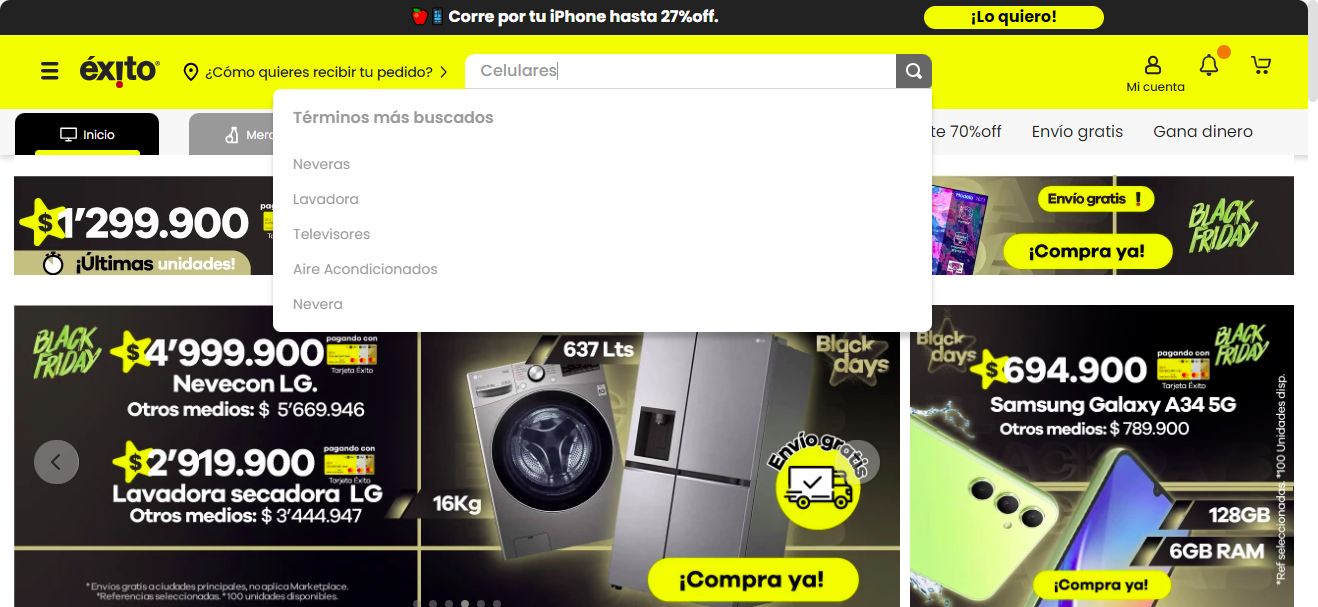 Corre por tu iPhone hasta 27%off.
¡Lo quiero!
éxito
¿Cómo quieres recibir tu pedido?
Celulares
Mi cuenta
Inicio
Merc
te 70%off
Envío gratis
Gana dinero
Términos más buscados
Neveras
Lavadora
Televisores
Aire Acondicionados
Nevera
$1'299.900
¡Últimas unidades!
Envío gratis !
¡Compra ya!
BLACK
FRIDAY
BLACK
FRIDAY
$4'999.900
pagando con
Tarjeta Éxito
Nevecon LG.
Otros medios: $ 5'669.946
$2'919.900
pagando con
Tarjeta Éxito
Lavadora secadora LG
Otros medios: $ 3'444.947
*Envíos gratis a ciudades principales, no aplica Marketplace.
*Referencias seleccionadas. *100 unidades disponibles.
637 Lts
16Kg
Black
days
Envío gratis
¡Compra ya!
Black
days
BLACK
FRIDAY
$694.900
pagando con
Tarjeta Éxito
Samsung Galaxy A34 5G
Otros medios: $ 789.900
128GB
6GB RAM
¡Compra ya!
*Ref seleccionadas. *100 Unidades disp.